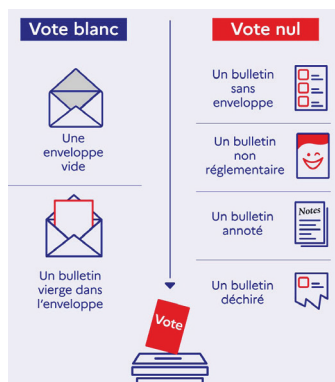 Vote blanc
Une
enveloppe
vide
Un bulletin
vierge dans
l'enveloppe
Vote nul
Un bulletin
sans
enveloppe
Un bulletin
non
réglementaire
Un bulletin
annoté
Notes
Un bulletin
déchiré
Vote